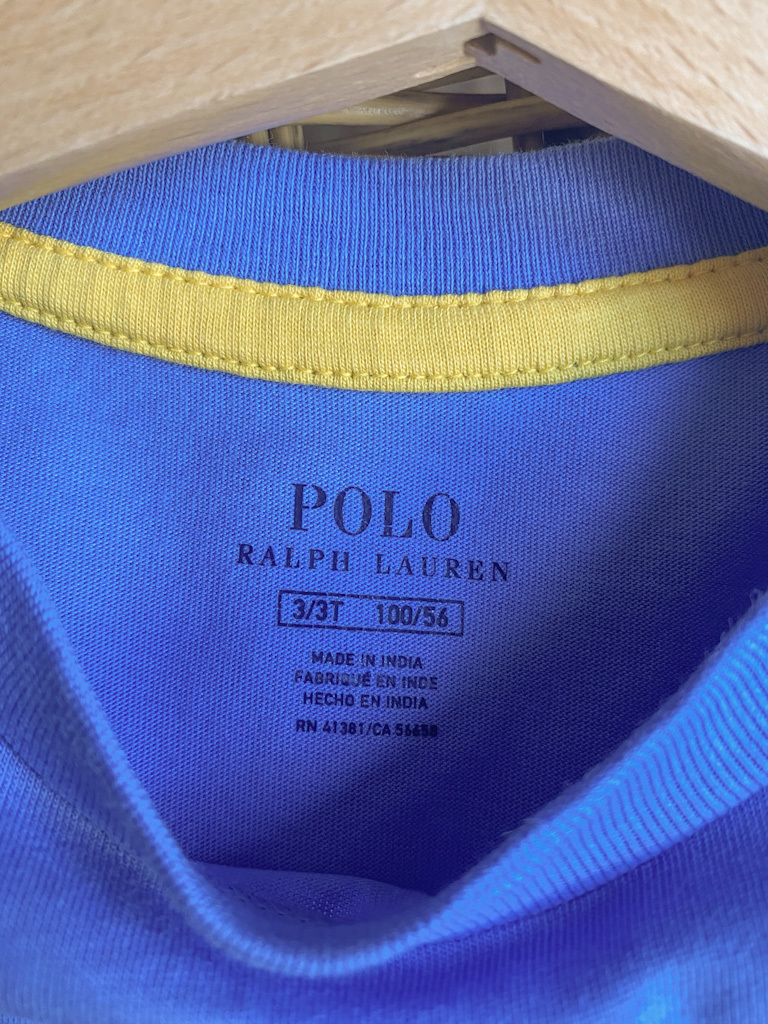 POLO
RALPH LAUREN
3/3T 100/56
MADE IN INDIA
FABRIQUÉ EN INDE
HECHO EN INDIA
RN 41381/CA 56658